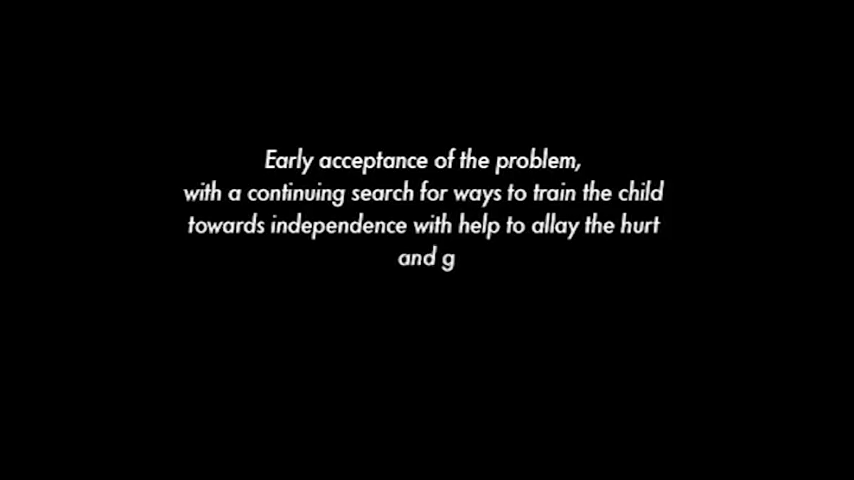 Early acceptance of the problem,
with a continuing search for ways to train the child
towards independence with help to allay the hurt
and g